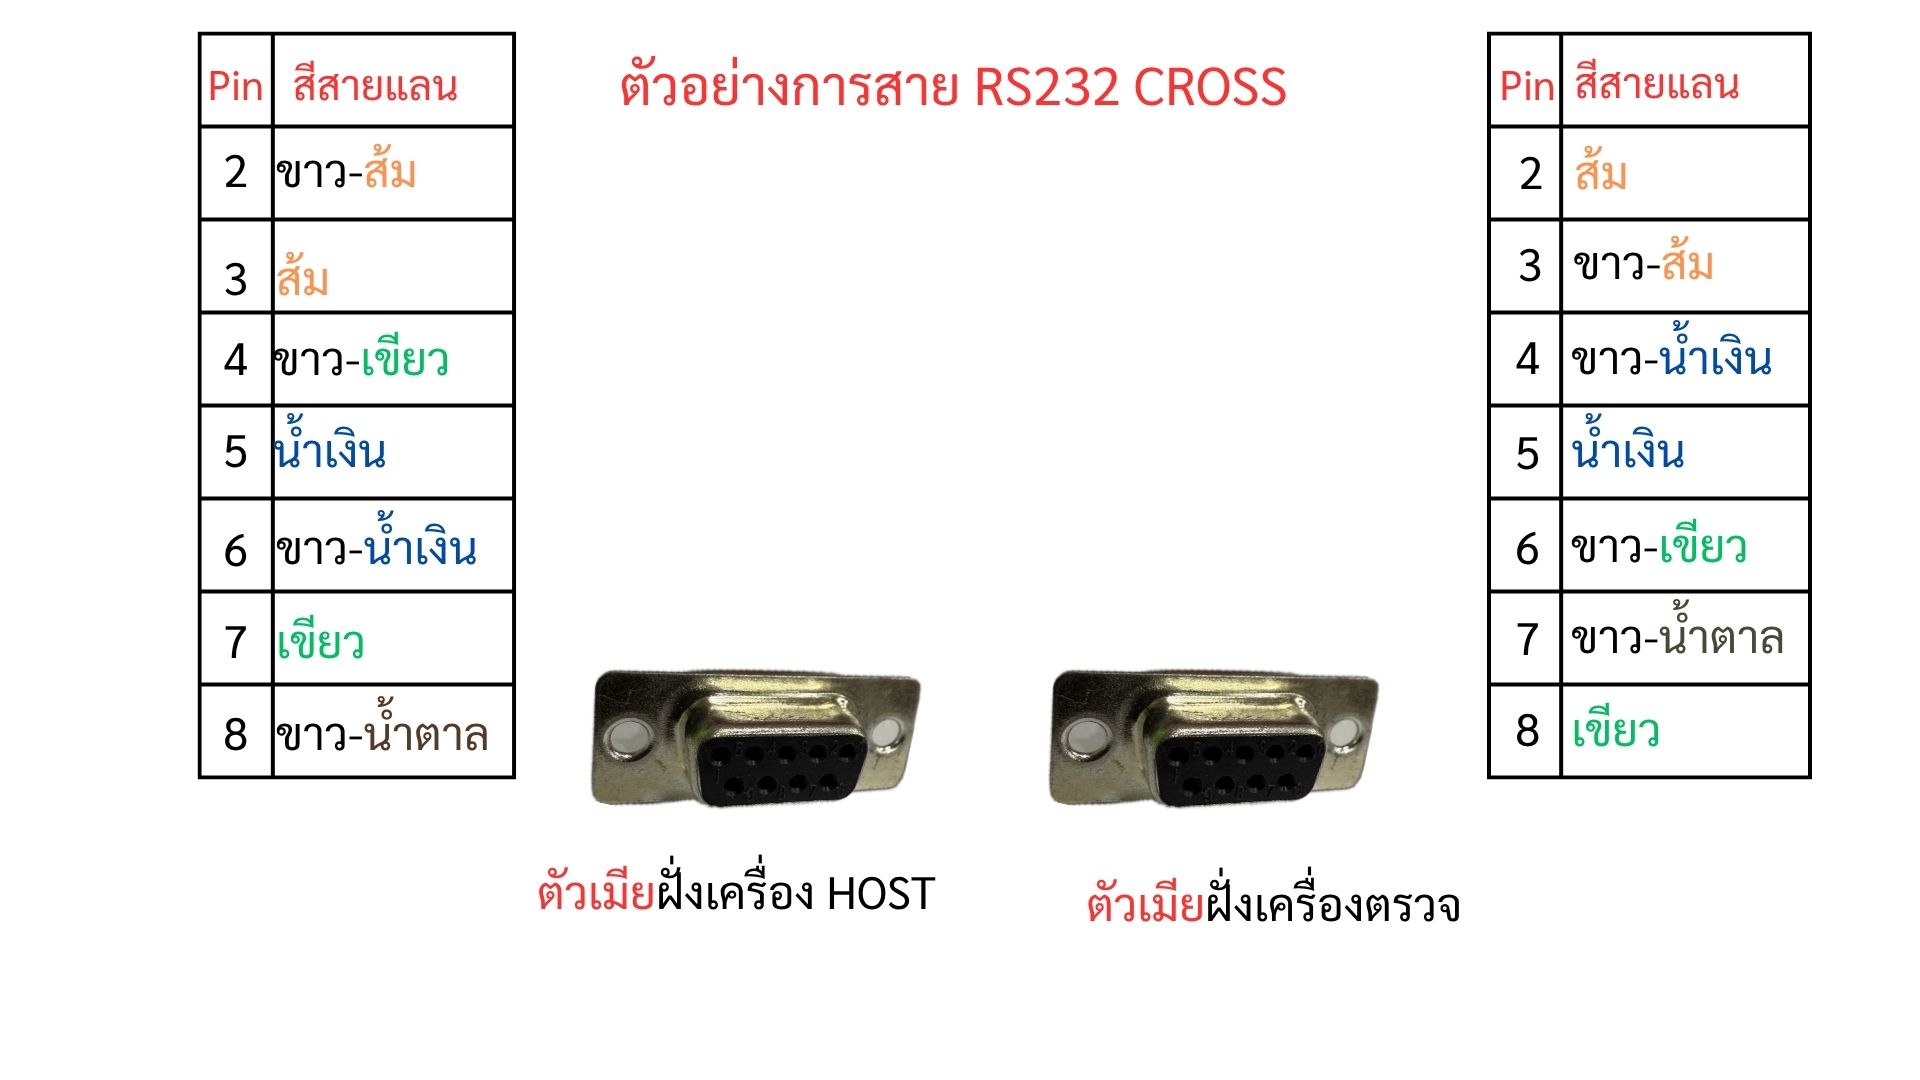 ตัวอย่างการสาย RS232 CROSS
Pin สีสายแลน
2 ขาว-ส้ม
3 ส้ม
4 ขาว-เขียว
5 น้ำเงิน
6 ขาว-น้ำเงิน
7 เขียว
8 ขาว-น้ำตาล
Pin สีสายแลน
2 ส้ม
3 ขาว-ส้ม
4 ขาว-น้ำเงิน
5 น้ำเงิน
6 ขาว-เขียว
7 ขาว-น้ำตาล
8 เขียว
ตัวเมียฝั่งเครื่อง HOST
ตัวเมียฝั่งเครื่องตรวจ